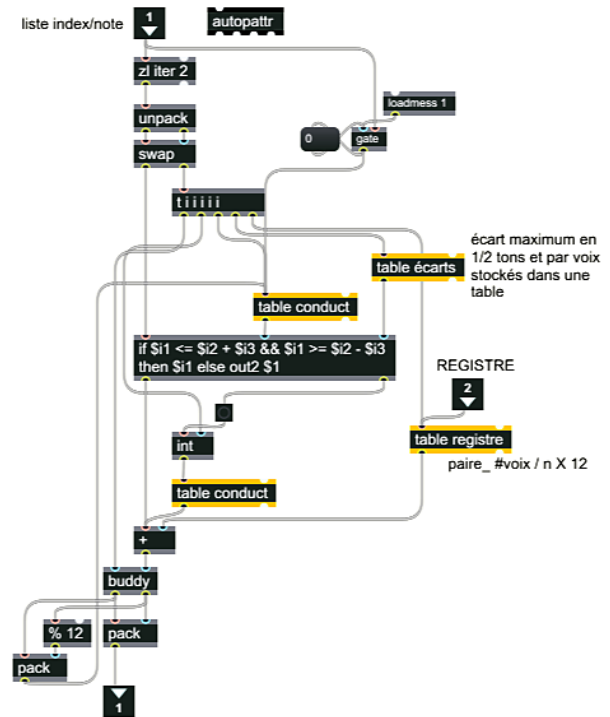 liste index/note
1
autopattr
zl iter 2
loadmess 1
unpack
0
gate
swap
t i i i i i
écart maximum en
1/2 tons et par voix
stockés dans une
table
table écarts
table conduct
if $i1 <= $i2 + $i3 && $i1 >= $i2 - $i3
then $i1 else out2 $1
REGISTRE
2
int
table registre
paire_ #voix / n X 12
table conduct
+
buddy
% 12
pack
pack
1